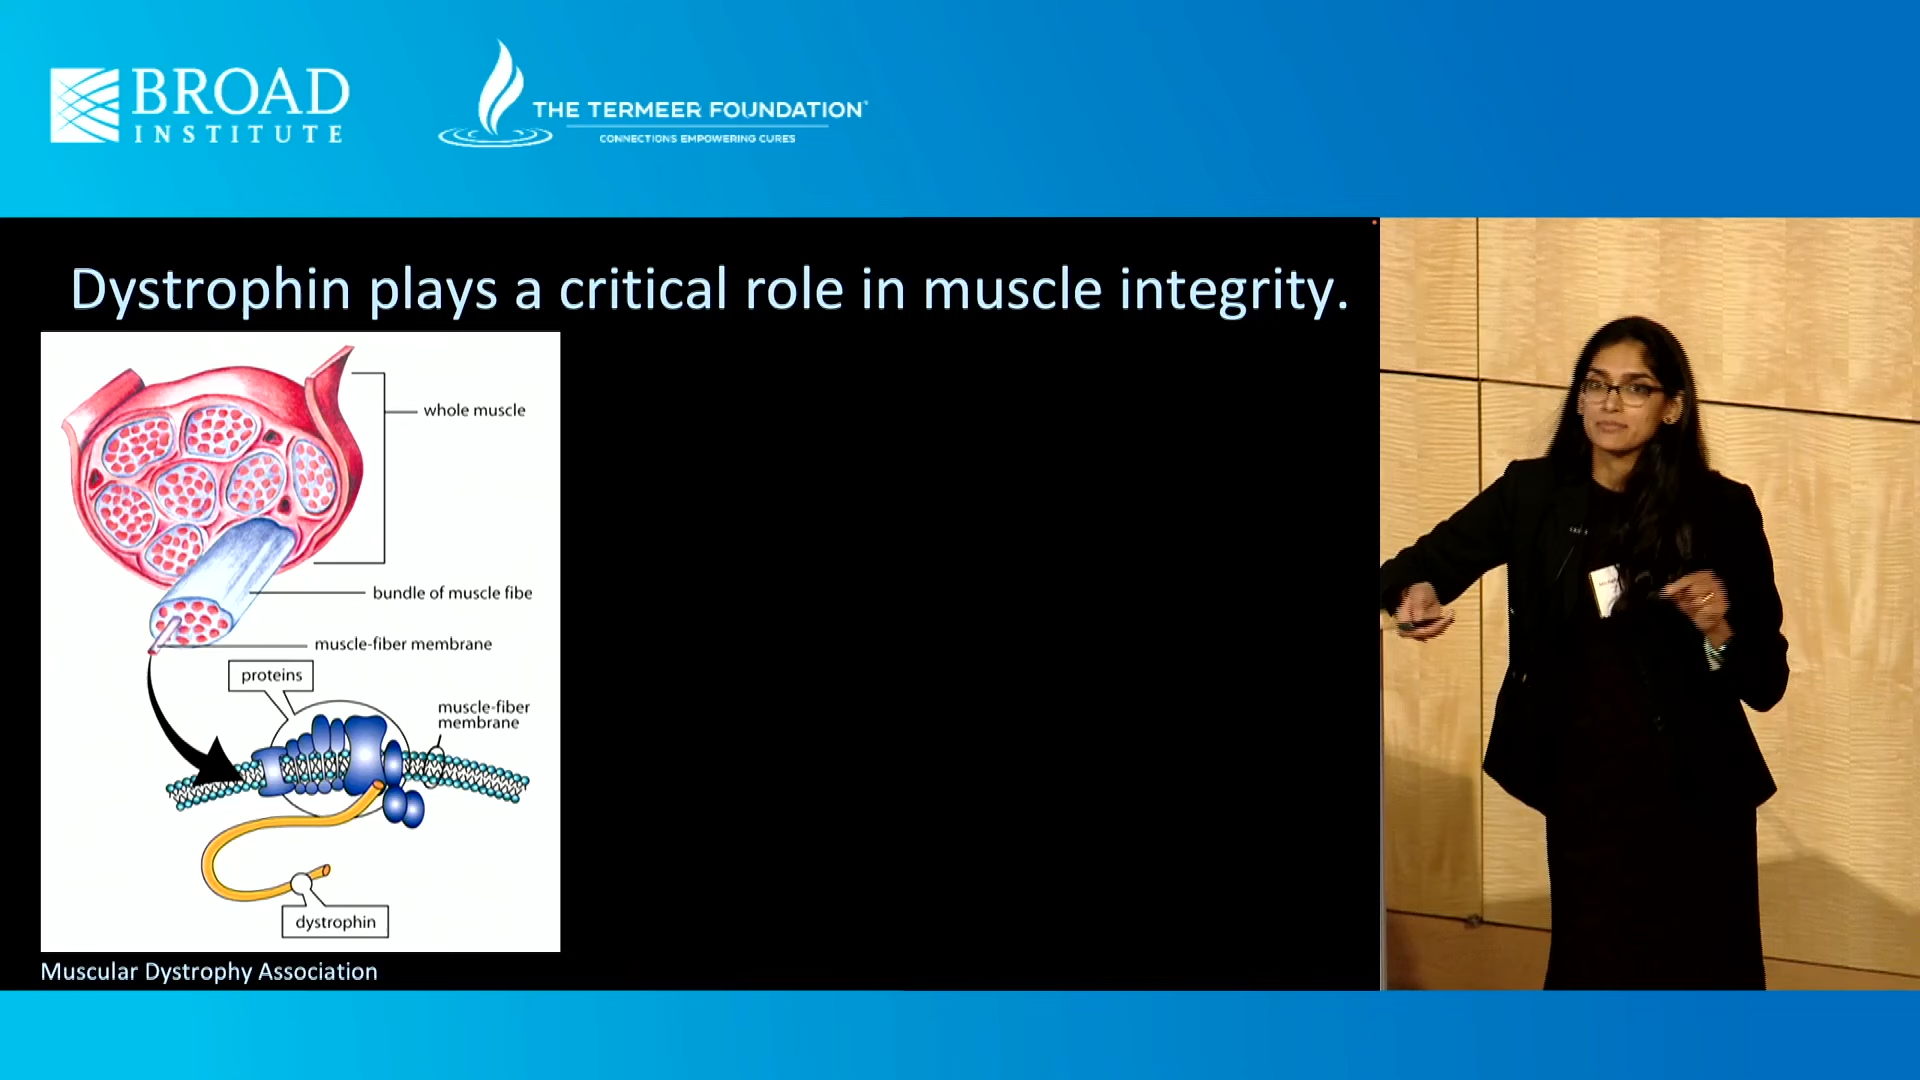 BROAD
INSTITUTE
THE TERMEER FOUNDATION
CONNECTIONS EMPOWERING CURES
Dystrophin plays a critical role in muscle integrity.
whole muscle
bundle of muscle fibe
muscle-fiber membrane
proteins
muscle-fiber
membrane
dystrophin
Muscular Dystrophy Association